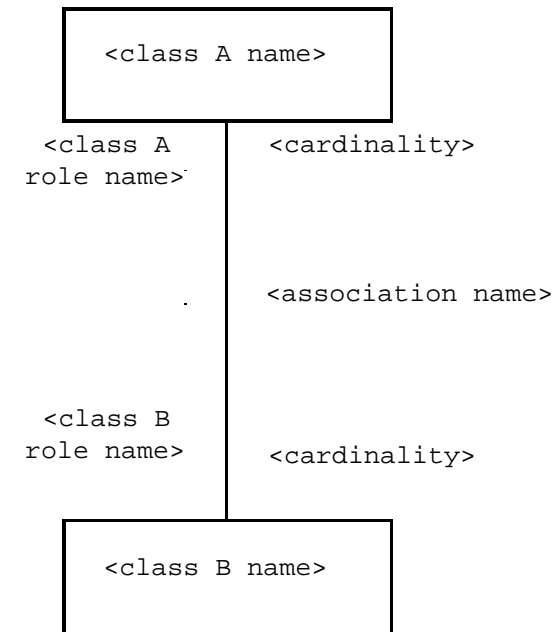 <class A name>
<class A
role name>
<cardinality>
<association name>
<class B
role name>
<cardinality>
<class B name>